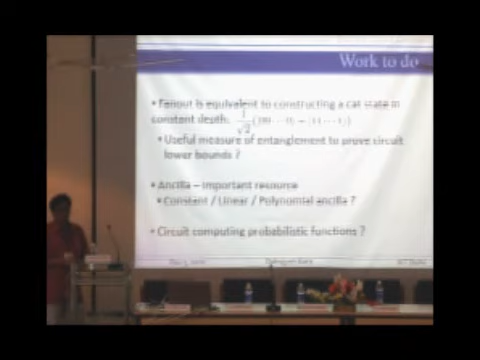 Work to do
• Fanout is equivalent to constructing a cat state in
constant depth: 1/√2 (|00⋯0⟩ + |11⋯1⟩)
• Useful measure of entanglement to prove circuit
lower bounds ?
• Ancilla – Important resource
• Constant / Linear / Polynomial ancilla ?
• Circuit computing probabilistic functions ?